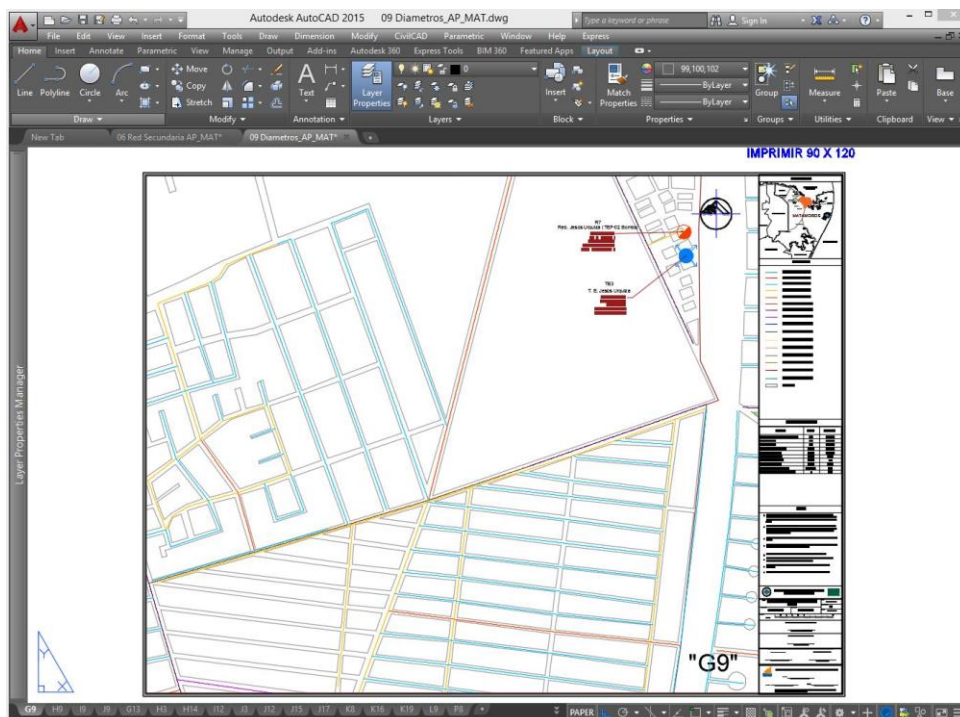 Autodesk AutoCAD 2015 09 Diametros_AP_MAT.dwg
Type a keyword or phrase
Sign In
File Edit View Insert Format Tools Draw Dimension Modify CivilCAD Parametric Window Help Express
Home Insert Annotate Parametric View Manage Output Add-ins Autodesk 360 Express Tools BIM 360 Featured Apps Layout
Line Polyline Circle Arc
Move
Copy
Stretch
Text
Layer Properties
0
Insert
Match Properties
99,100,102
ByLayer
ByLayer
Group
Measure
Paste
Base
Draw Modify Annotation Layers Block Properties Groups Utilities Clipboard View
New Tab 06 Red Secundaria AP_MAT* 09 Diametros_AP_MAT*
IMPRIMIR 90 X 120
MATAMOROS
T. E. Jesús Urquiza
Layer Properties Manager
"G9"
Y
X
G9 H9 I9 J9 G13 H3 H14 I12 J3 J12 J15 J17 K8 K16 K19 L9 P8
PAPER